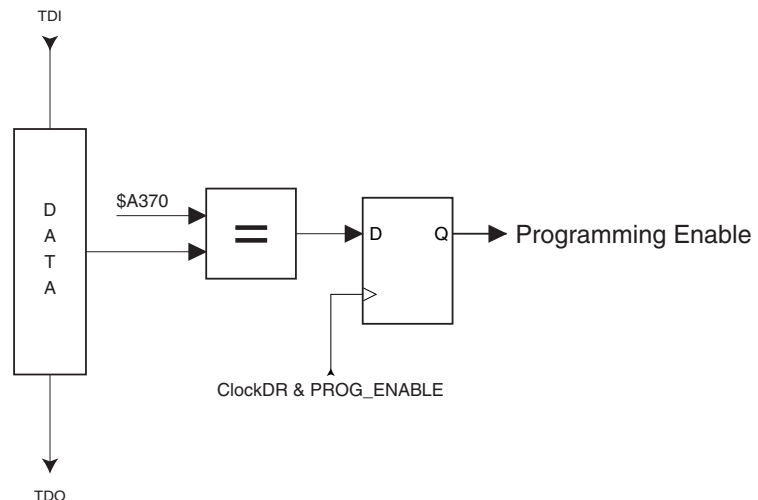 TDI
D
A
T
A
$A370
=
D
Q
Programming Enable
ClockDR & PROG_ENABLE
TDO